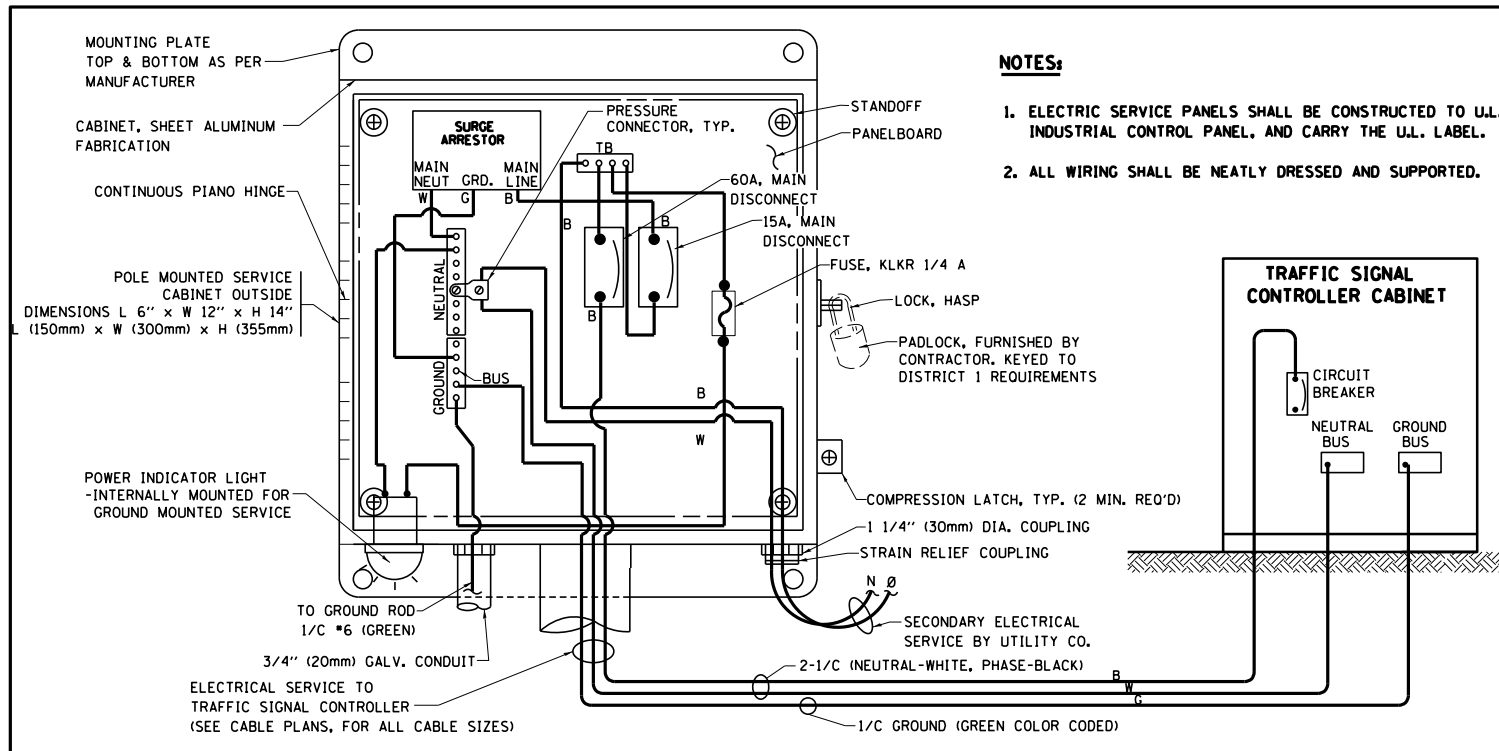 MOUNTING PLATE
TOP & BOTTOM AS PER
MANUFACTURER
CABINET, SHEET ALUMINUM
FABRICATION
CONTINUOUS PIANO HINGE
POLE MOUNTED SERVICE
CABINET OUTSIDE
DIMENSIONS L 6" x W 12" x H 14"
L (150mm) x W (300mm) x H (355mm)
POWER INDICATOR LIGHT
-INTERNALLY MOUNTED FOR
GROUND MOUNTED SERVICE
SURGE
ARRESTOR
MAIN
NEUT
GRD.
MAIN
LINE
W
G
B
PRESSURE
CONNECTOR, TYP.
TB
STANDOFF
PANELBOARD
60A, MAIN
DISCONNECT
15A, MAIN
DISCONNECT
B
B
B
FUSE, KLKR 1/4 A
LOCK, HASP
PADLOCK, FURNISHED BY
CONTRACTOR. KEYED TO
DISTRICT 1 REQUIREMENTS
NEUTRAL
GROUND
BUS
B
W
COMPRESSION LATCH, TYP. (2 MIN. REQ'D)
1 1/4" (30mm) DIA. COUPLING
STRAIN RELIEF COUPLING
N Ø
SECONDARY ELECTRICAL
SERVICE BY UTILITY CO.
TO GROUND ROD
1/C #6 (GREEN)
3/4" (20mm) GALV. CONDUIT
ELECTRICAL SERVICE TO
TRAFFIC SIGNAL CONTROLLER
(SEE CABLE PLANS, FOR ALL CABLE SIZES)
2-1/C (NEUTRAL-WHITE, PHASE-BLACK)
B
W
G
1/C GROUND (GREEN COLOR CODED)
NOTES:
1. ELECTRIC SERVICE PANELS SHALL BE CONSTRUCTED TO U.L.
INDUSTRIAL CONTROL PANEL, AND CARRY THE U.L. LABEL.
2. ALL WIRING SHALL BE NEATLY DRESSED AND SUPPORTED.
TRAFFIC SIGNAL
CONTROLLER CABINET
CIRCUIT
BREAKER
NEUTRAL
BUS
GROUND
BUS